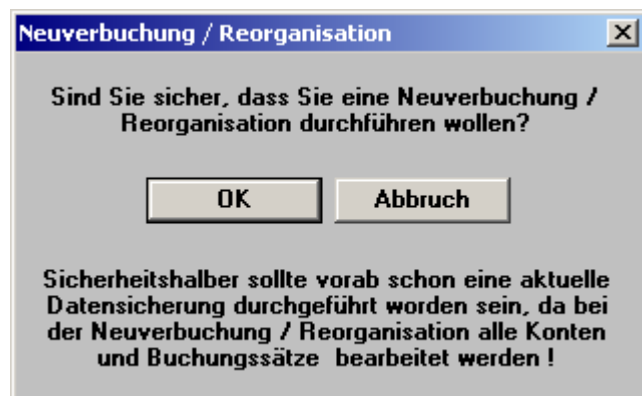 Neuverbuchung / Reorganisation
Sind Sie sicher, dass Sie eine Neuverbuchung /
Reorganisation durchführen wollen?
OK
Abbruch
Sicherheitshalber sollte vorab schon eine aktuelle
Datensicherung durchgeführt worden sein, da bei
der Neuverbuchung / Reorganisation alle Konten
und Buchungssätze  bearbeitet werden !